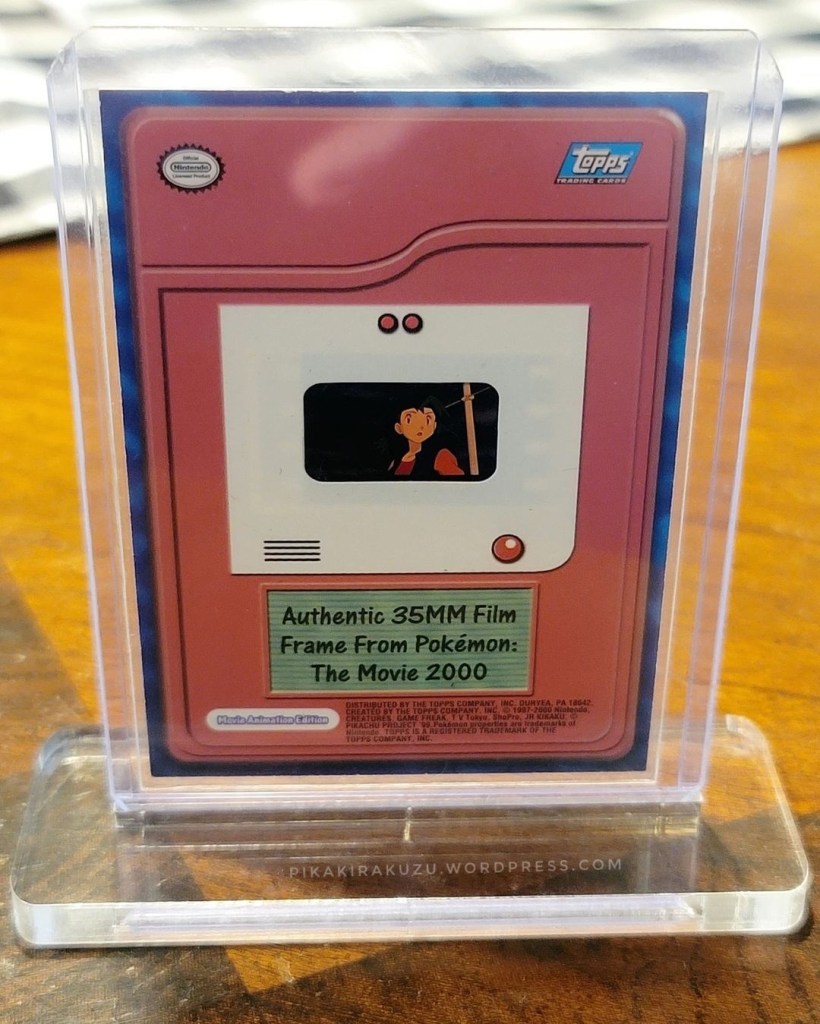 Official
Nintendo
Licensed Product
Topps
TRADING CARDS
Authentic 35MM Film
Frame From Pokémon:
The Movie 2000
Movie Animation Edition
DISTRIBUTED BY THE TOPPS COMPANY, INC. DURYEA, PA 18642.
CREATED BY THE TOPPS COMPANY, INC. © 1997-2000 Nintendo,
CREATURES, GAME FREAK, TV Tokyo, ShoPro, JR KIKAKU. ©
PIKACHU PROJECT '99. Pokémon properties are trademarks of
Nintendo. TOPPS IS A REGISTERED TRADEMARK OF THE
TOPPS COMPANY, INC.
PIKAKIRAKUZU.WORDPRESS.COM